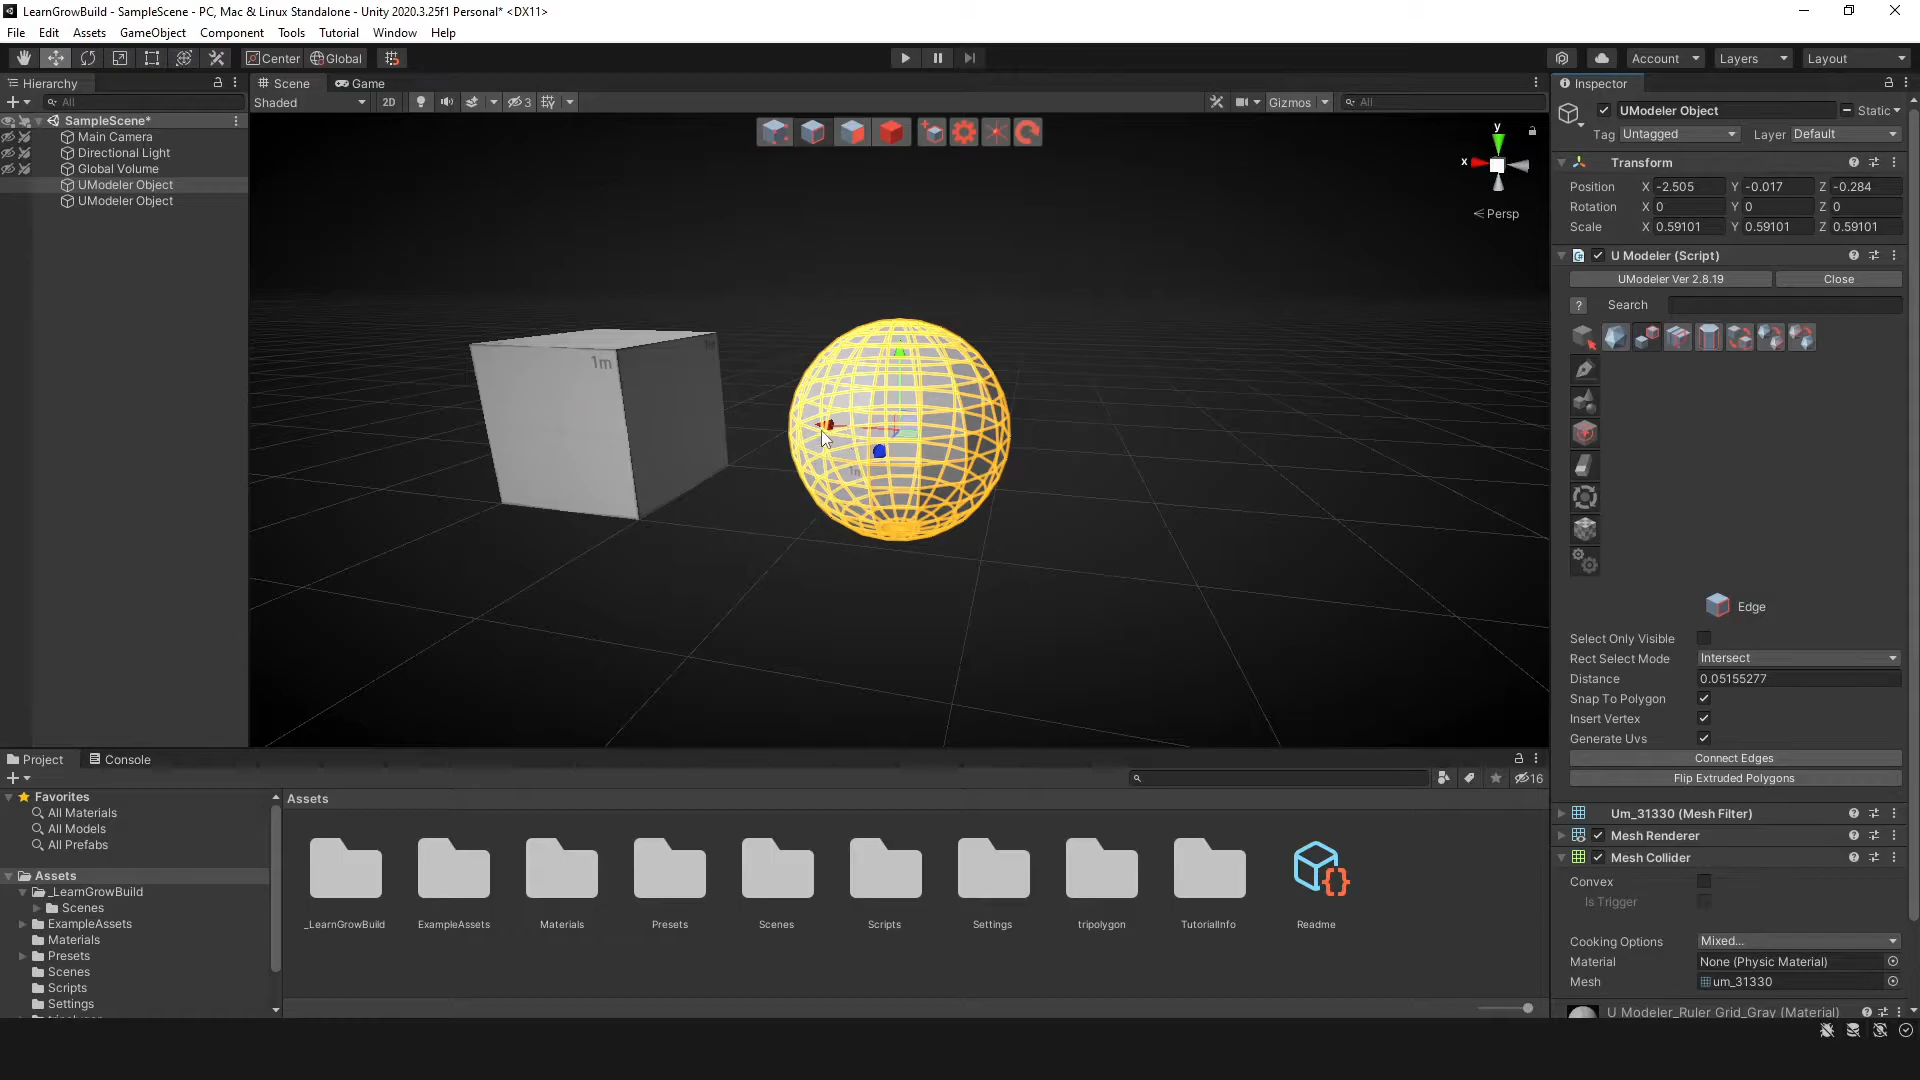 LearnGrowBuild - SampleScene - PC, Mac & Linux Standalone - Unity 2020.3.25f1 Personal* <DX11>
File Edit Assets GameObject Component Tools Tutorial Window Help
Center Global Account Layers Layout
Hierarchy
All
SampleScene*
Main Camera
Directional Light
Global Volume
UModeler Object
UModeler Object
Scene Game
Shaded 2D 3 Gizmos All
y
x
Persp
1m
Inspector
UModeler Object Static
Tag Untagged Layer Default
Transform
Position X -2.505 Y -0.017 Z -0.284
Rotation X 0 Y 0 Z 0
Scale X 0.59101 Y 0.59101 Z 0.59101
U Modeler (Script)
UModeler Ver 2.8.19 Close
? Search
Edge
Select Only Visible
Rect Select Mode Intersect
Distance 0.05155277
Snap To Polygon
Insert Vertex
Generate Uvs
Connect Edges
Flip Extruded Polygons
Um_31330 (Mesh Filter)
Mesh Renderer
Mesh Collider
Convex
Is Trigger
Cooking Options Mixed...
Material None (Physic Material)
Mesh um_31330
U Modeler_Ruler Grid_Gray (Material)
Project Console
16
Favorites
All Materials
All Models
All Prefabs
Assets
_LearnGrowBuild
Scenes
ExampleAssets
Materials
Presets
Scenes
Scripts
Settings
Assets
_LearnGrowBuild ExampleAssets Materials Presets Scenes Scripts Settings tripolygon TutorialInfo Readme